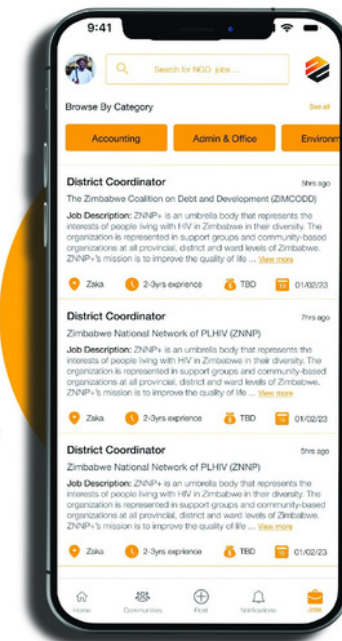 9:41
Search for NGO jobs ...
Browse By Category
See all
Accounting
Admin & Office
Environm
District Coordinator
5hrs ago
The Zimbabwe Coalition on Debt and Development (ZIMCODD)
Job Description: ZNNP+ is an umbrella body that represents the
interests of people living with HIV in Zimbabwe in their diversity. The
organization is represented in support groups and community-based
organizations at all provincial, district and ward levels of Zimbabwe.
ZNNP+'s mission is to improve the quality of life ... View more
Zaka
2-3yrs exprience
TBD
01/02/23
District Coordinator
7hrs ago
Zimbabwe National Network of PLHIV (ZNNP)
Job Description: ZNNP+ is an umbrella body that represents the
interests of people living with HIV in Zimbabwe in their diversity. The
organization is represented in support groups and community-based
organizations at all provincial, district and ward levels of Zimbabwe.
ZNNP+'s mission is to improve the quality of life ... View more
Zaka
2-3yrs exprience
TBD
01/02/23
District Coordinator
5hrs ago
Zimbabwe National Network of PLHIV (ZNNP)
Job Description: ZNNP+ is an umbrella body that represents the
interests of people living with HIV in Zimbabwe in their diversity. The
organization is represented in support groups and community-based
organizations at all provincial, district and ward levels of Zimbabwe.
ZNNP+'s mission is to improve the quality of life ... View more
Zaka
2-3yrs exprience
TBD
01/02/23
Home
Communities
Post
Notifications
Jobs